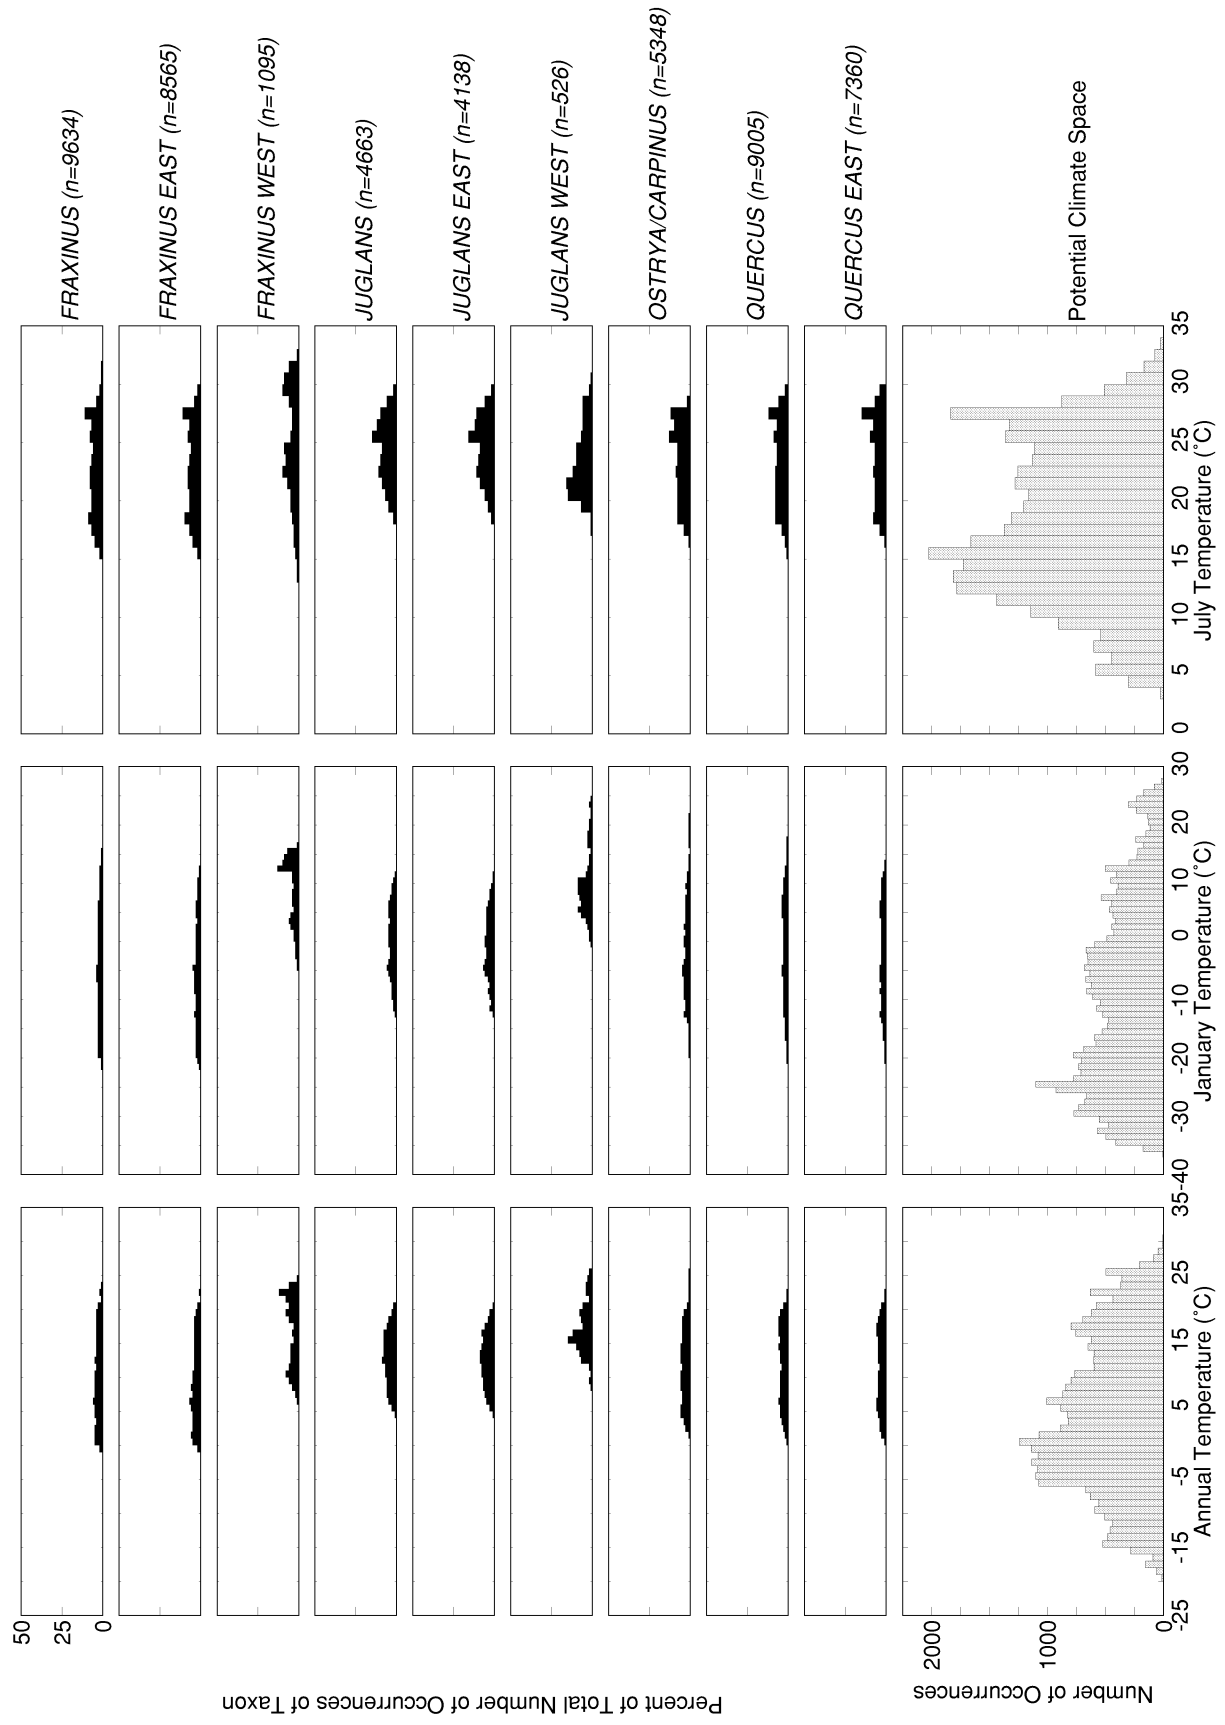 50
25
0
FRAXINUS (n=9634)
FRAXINUS EAST (n=8565)
FRAXINUS WEST (n=1095)
JUGLANS (n=4663)
JUGLANS EAST (n=4138)
JUGLANS WEST (n=526)
OSTRYA/CARPINUS (n=5348)
QUERCUS (n=9005)
QUERCUS EAST (n=7360)
Percent of Total Number of Occurrences of Taxon
Potential Climate Space
Number of Occurrences
2000
1000
0
-25 -15 -5 5 15 25 35
Annual Temperature (°C)
-40 -30 -20 -10 0 10 20 30
January Temperature (°C)
0 5 10 15 20 25 30 35
July Temperature (°C)